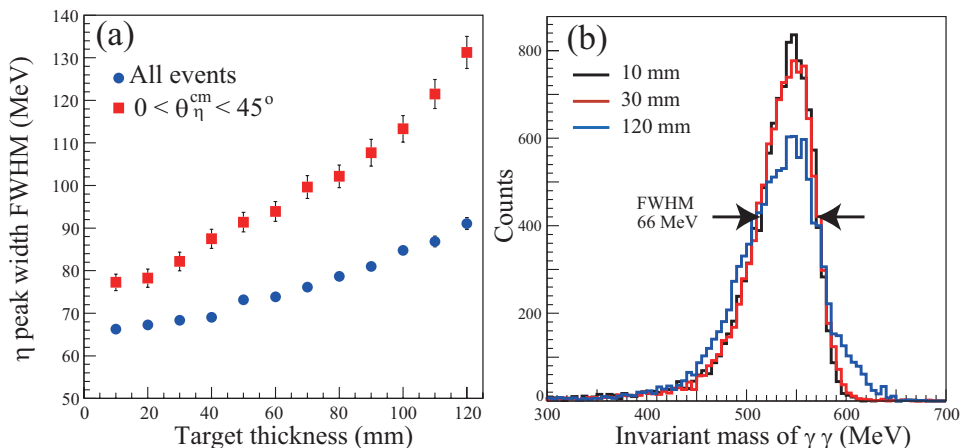 (a)
All events
0 < θ_η^cm < 45°
η peak width FWHM (MeV)
140
130
120
110
100
90
80
70
60
50
0 20 40 60 80 100 120
Target thickness (mm)
(b)
10 mm
30 mm
120 mm
FWHM
66 MeV
Counts
800
600
400
200
0
300 400 500 600 700
Invariant mass of γ γ (MeV)